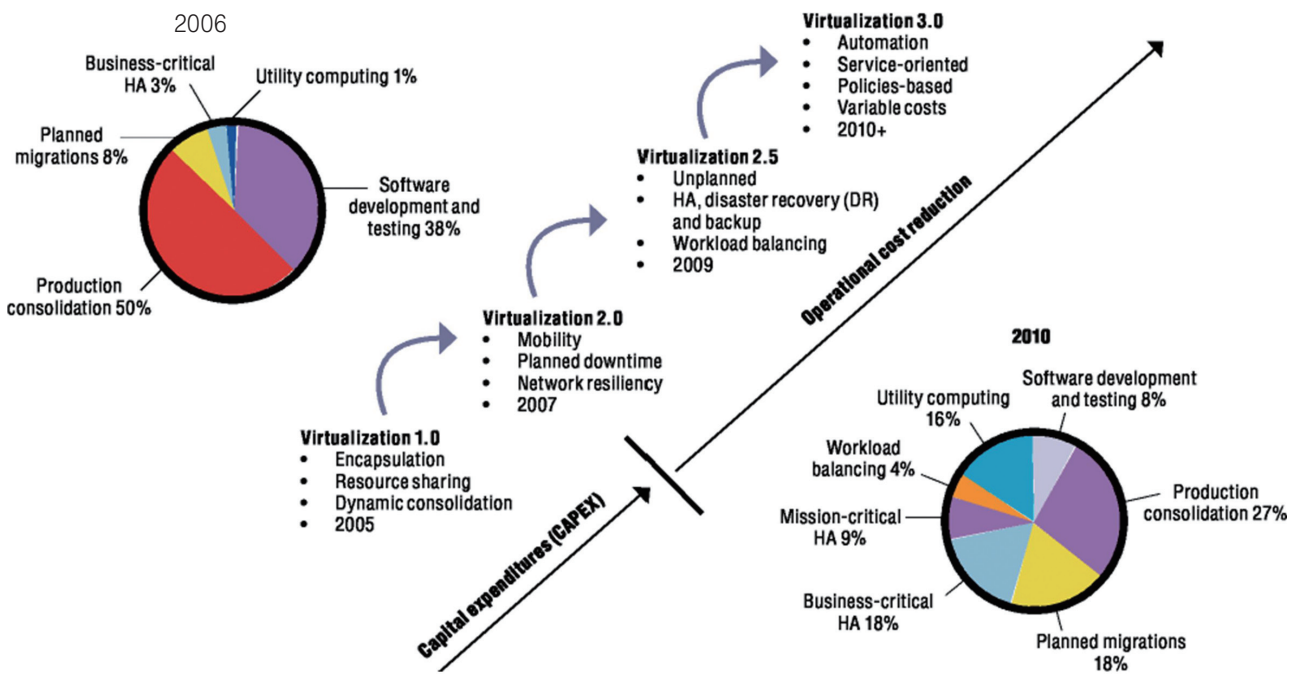 2006
Business-critical
HA 3%
Utility computing 1%
Planned
migrations 8%
Software
development and
testing 38%
Production
consolidation 50%
Virtualization 3.0
• Automation
• Service-oriented
• Policies-based
• Variable costs
• 2010+
Virtualization 2.5
• Unplanned
• HA, disaster recovery (DR)
and backup
• Workload balancing
• 2009
Virtualization 2.0
• Mobility
• Planned downtime
• Network resiliency
• 2007
Virtualization 1.0
• Encapsulation
• Resource sharing
• Dynamic consolidation
• 2005
Capital expenditures (CAPEX)
Operational cost reduction
2010
Software development
and testing 8%
Utility computing
16%
Workload
balancing 4%
Production
consolidation 27%
Mission-critical
HA 9%
Business-critical
HA 18%
Planned migrations
18%